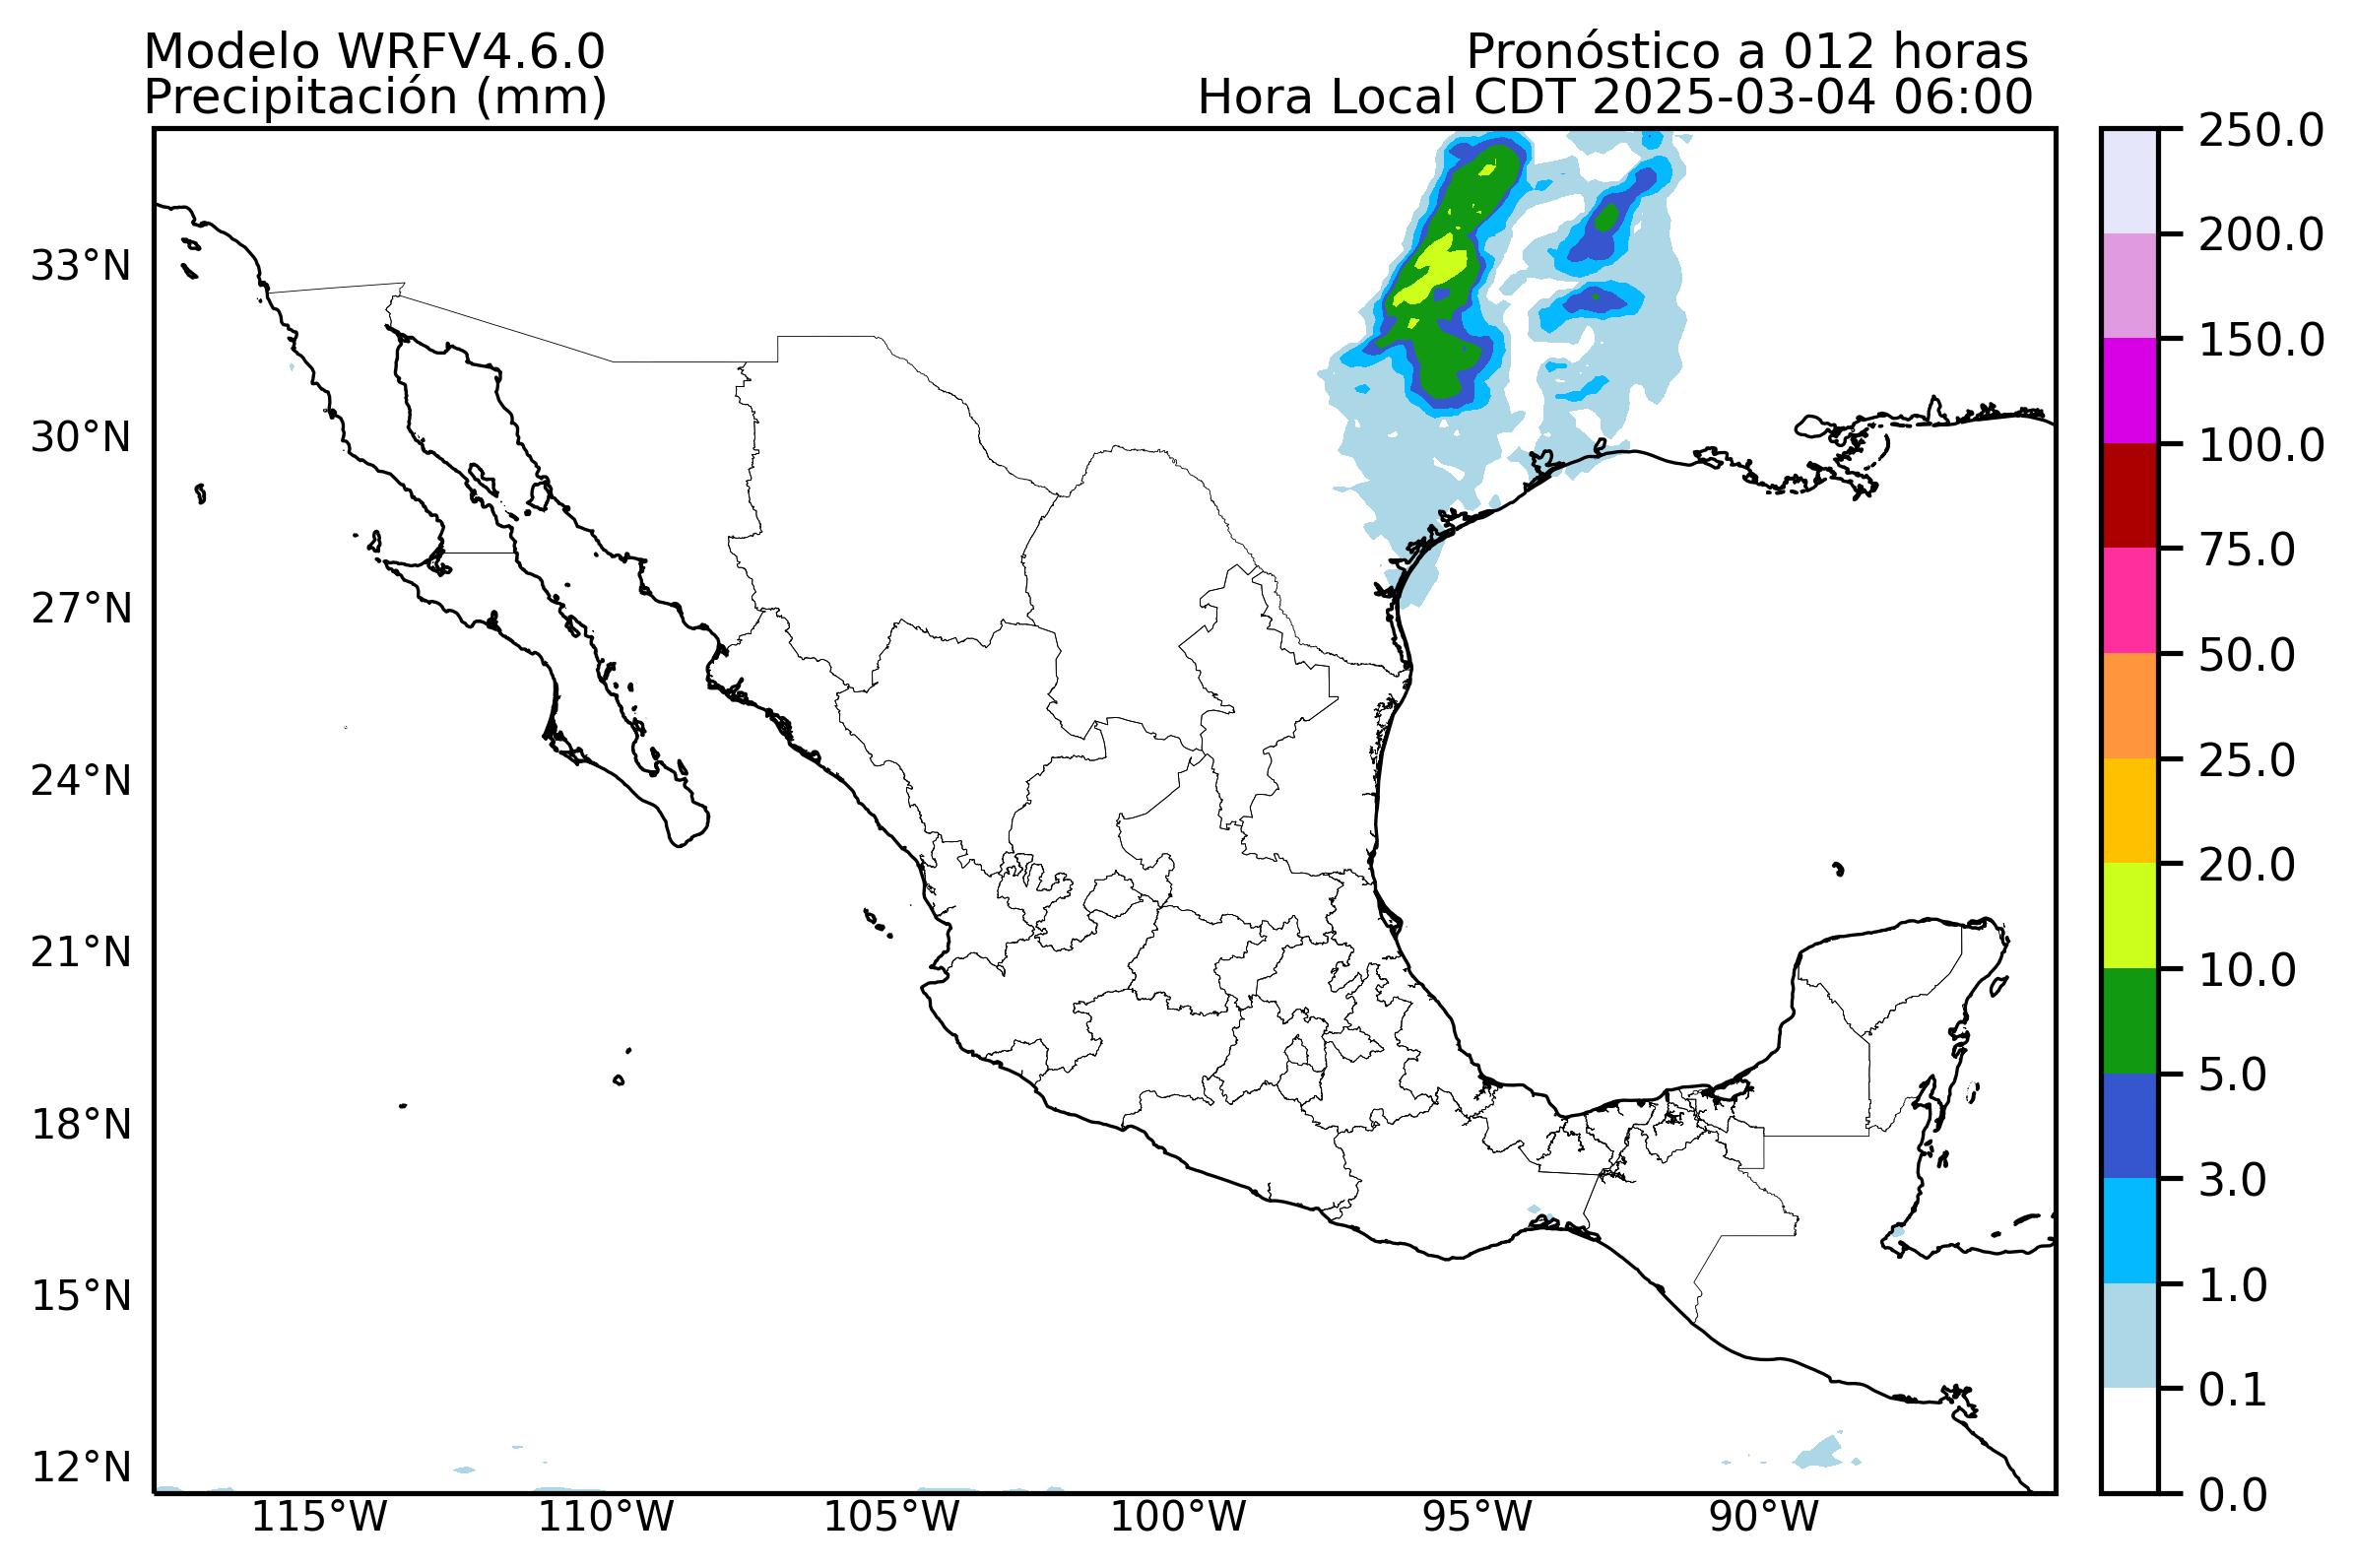 Modelo WRFV4.6.0
Pronóstico a 012 horas
Precipitación (mm)
Hora Local CDT 2025-03-04 06:00
33°N
30°N
27°N
24°N
21°N
18°N
15°N
12°N
115°W
110°W
105°W
100°W
95°W
90°W
250.0
200.0
150.0
100.0
75.0
50.0
25.0
20.0
10.0
5.0
3.0
1.0
0.1
0.0